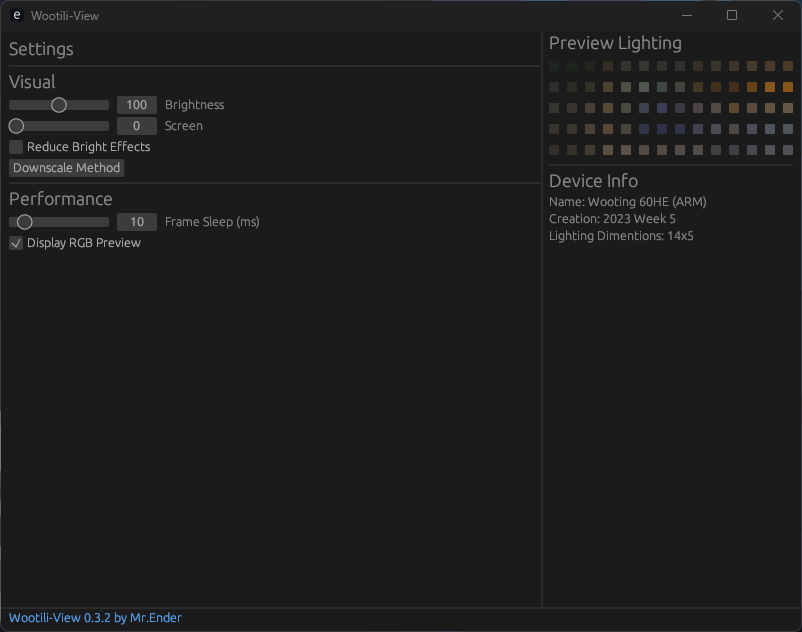 e Wootili-View
Settings
Visual
100 Brightness
0 Screen
Reduce Bright Effects
Downscale Method
Performance
10 Frame Sleep (ms)
Display RGB Preview
Preview Lighting
Device Info
Name: Wooting 60HE (ARM)
Creation: 2023 Week 5
Lighting Dimentions: 14x5
Wootili-View 0.3.2 by Mr.Ender